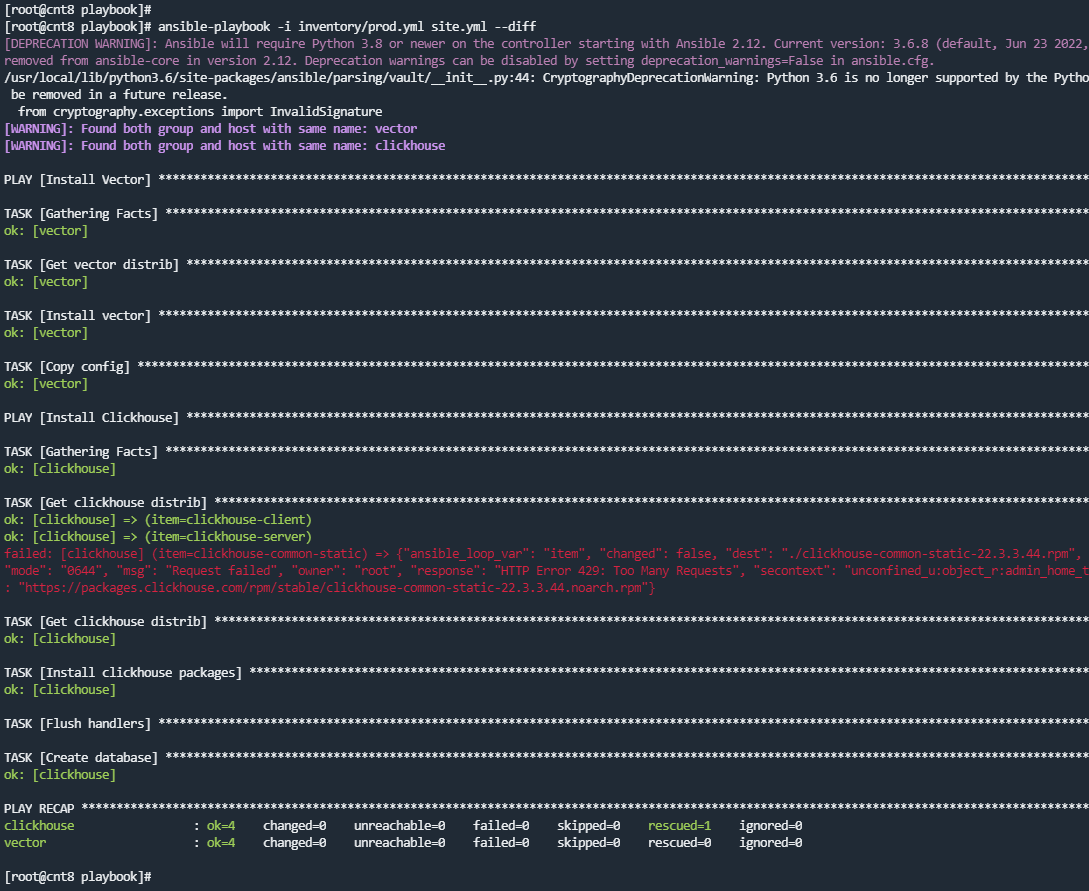 [root@cnt8 playbook]#
[root@cnt8 playbook]# ansible-playbook -i inventory/prod.yml site.yml --diff
[DEPRECATION WARNING]: Ansible will require Python 3.8 or newer on the controller starting with Ansible 2.12. Current version: 3.6.8 (default, Jun 23 2022,
removed from ansible-core in version 2.12. Deprecation warnings can be disabled by setting deprecation_warnings=False in ansible.cfg.
/usr/local/lib/python3.6/site-packages/ansible/parsing/vault/__init__.py:44: CryptographyDeprecationWarning: Python 3.6 is no longer supported by the Pytho
 be removed in a future release.
  from cryptography.exceptions import InvalidSignature
[WARNING]: Found both group and host with same name: vector
[WARNING]: Found both group and host with same name: clickhouse
PLAY [Install Vector] *************************************************************************************************************************************
TASK [Gathering Facts] ************************************************************************************************************************************
ok: [vector]
TASK [Get vector distrib] *********************************************************************************************************************************
ok: [vector]
TASK [Install vector] *************************************************************************************************************************************
ok: [vector]
TASK [Copy config] ****************************************************************************************************************************************
ok: [vector]
PLAY [Install Clickhouse] *********************************************************************************************************************************
TASK [Gathering Facts] ************************************************************************************************************************************
ok: [clickhouse]
TASK [Get clickhouse distrib] *****************************************************************************************************************************
ok: [clickhouse] => (item=clickhouse-client)
ok: [clickhouse] => (item=clickhouse-server)
failed: [clickhouse] (item=clickhouse-common-static) => {"ansible_loop_var": "item", "changed": false, "dest": "./clickhouse-common-static-22.3.3.44.rpm",
"mode": "0644", "msg": "Request failed", "owner": "root", "response": "HTTP Error 429: Too Many Requests", "secontext": "unconfined_u:object_r:admin_home_t
: "https://packages.clickhouse.com/rpm/stable/clickhouse-common-static-22.3.3.44.noarch.rpm"}
TASK [Get clickhouse distrib] *****************************************************************************************************************************
ok: [clickhouse]
TASK [Install clickhouse packages] ************************************************************************************************************************
ok: [clickhouse]
TASK [Flush handlers] *************************************************************************************************************************************
TASK [Create database] ************************************************************************************************************************************
ok: [clickhouse]
PLAY RECAP ************************************************************************************************************************************************
clickhouse                 : ok=4    changed=0    unreachable=0    failed=0    skipped=0    rescued=1    ignored=0
vector                     : ok=4    changed=0    unreachable=0    failed=0    skipped=0    rescued=0    ignored=0
[root@cnt8 playbook]#